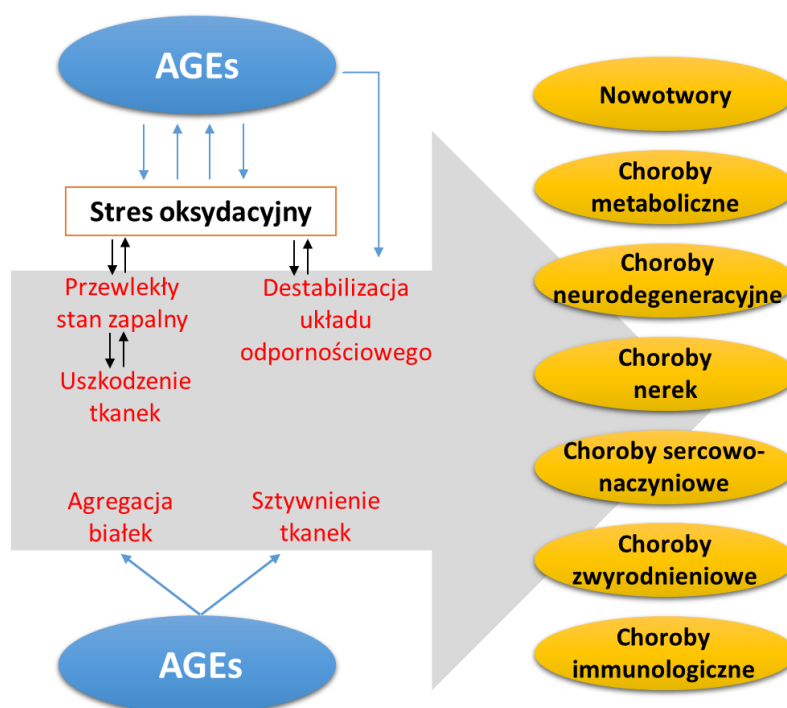 AGEs
Stres oksydacyjny
Przewlekły
stan zapalny
Destabilizacja
układu
odpornościowego
Uszkodzenie
tkanek
Agregacja
białek
Sztywnienie
tkanek
AGEs
Nowotwory
Choroby
metaboliczne
Choroby
neurodegeneracyjne
Choroby
nerek
Choroby sercowo-
naczyniowe
Choroby
zwyrodnieniowe
Choroby
immunologiczne